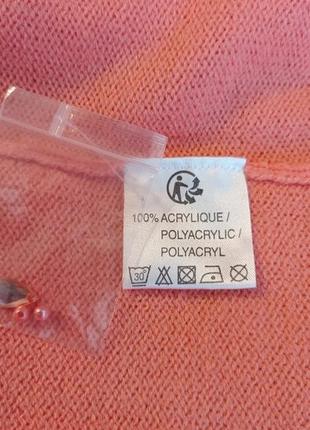 100% ACRYLIQUE /
POLYACRYLIC /
POLYACRYL
30